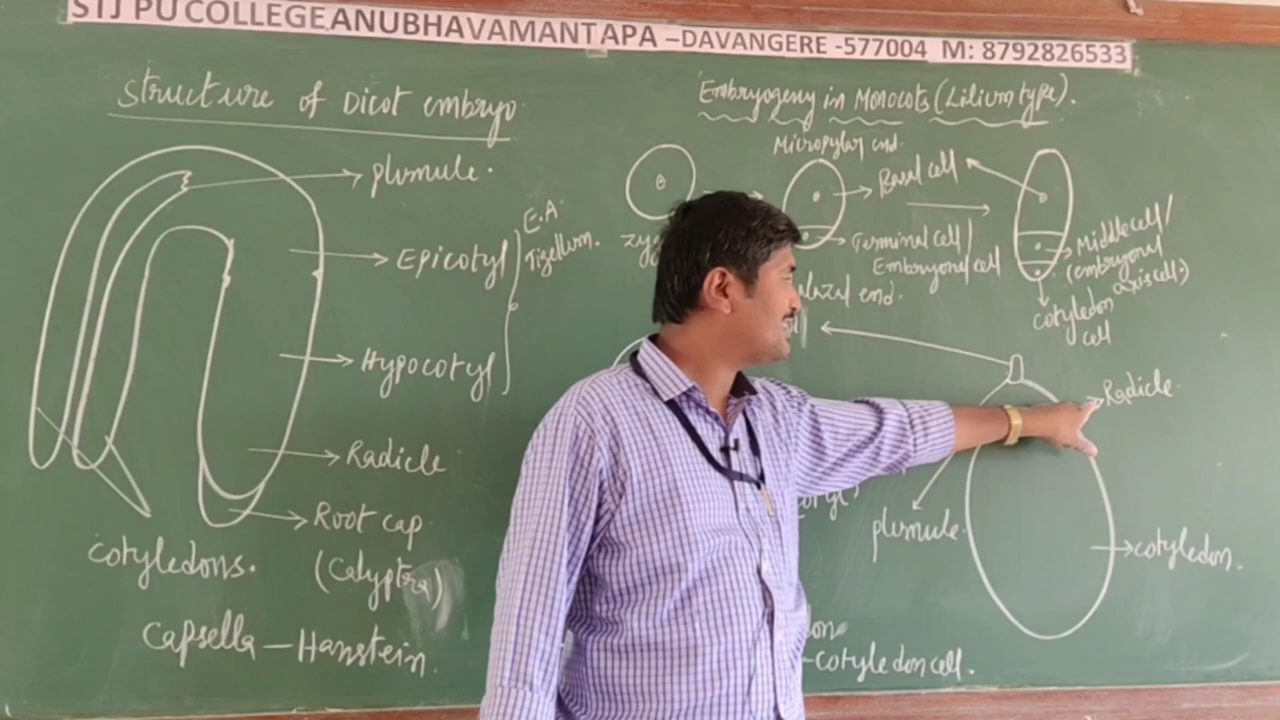 STJ PU COLLEGE ANUBHAVAMANTAPA –DAVANGERE -577004 M: 8792826533
Structure of Dicot embryo
plumule.
Epicotyl
E.A.
Tigellum.
Hypocotyl
Radicle
Root cap
(Calyptra)
cotyledons.
Capsella – Hanstein.
Embryogeny in Monocots (Lilium type).
Micropylar end.
Basal cell
Terminal cell /
Embryonal cell
end.
Middle cell /
(embryonal
axis cell.)
cotyledon
cell
Radicle
plumule.
cotyledon.
-cotyledon cell.